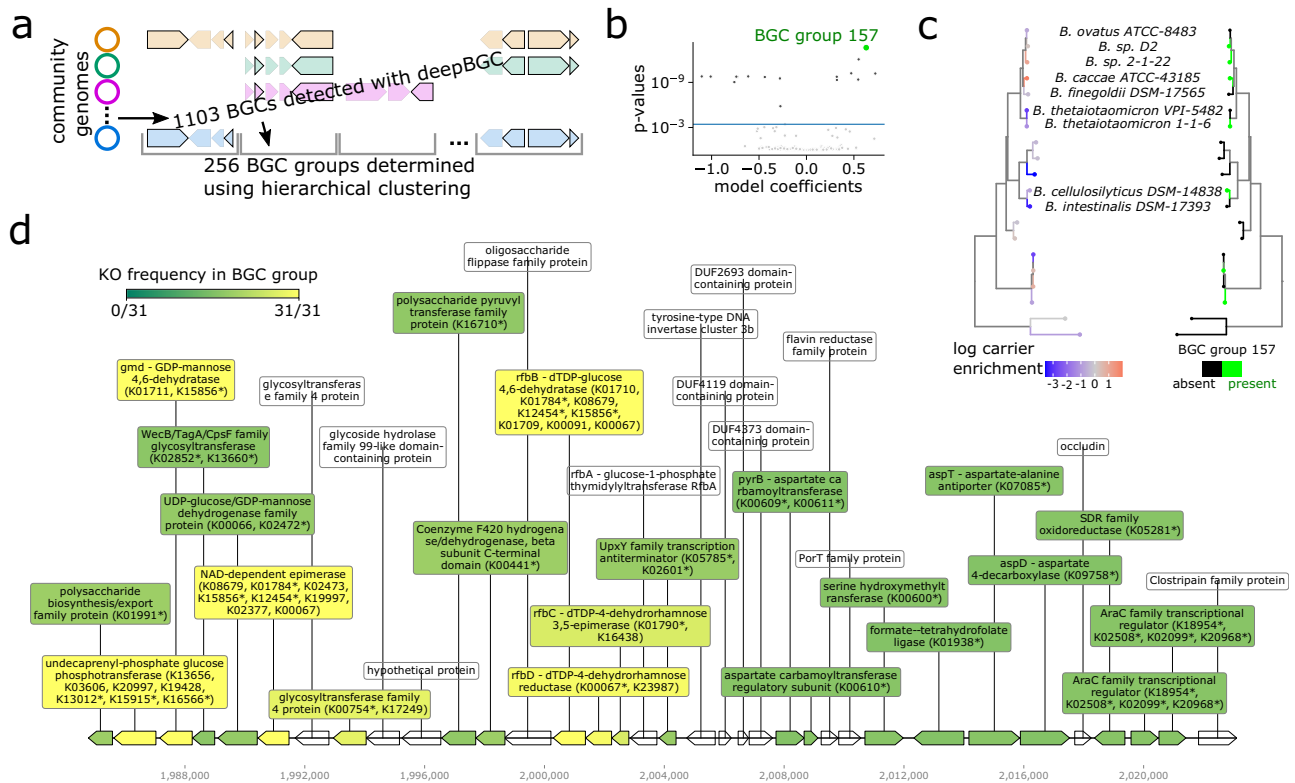 a
community
genomes
1103 BGCs detected with deepBGC
...
256 BGC groups determined
using hierarchical clustering
b
BGC group 157
p-values
10⁻⁹
10⁻³
−1.0
−0.5
0.0
0.5
model coefficients
c
B. ovatus ATCC-8483
B. sp. D2
B. sp. 2-1-22
B. caccae ATCC-43185
B. finegoldii DSM-17565
B. thetaiotaomicron VPI-5482
B. thetaiotaomicron 1-1-6
B. cellulosilyticus DSM-14838
B. intestinalis DSM-17393
log carrier
enrichment
-3 -2 -1 0 1
BGC group 157
absent present
d
KO frequency in BGC group
0/31 31/31
oligosaccharide
flippase family protein
DUF2693 domain-
containing protein
polysaccharide pyruvyl
transferase family
protein (K16710*)
tyrosine-type DNA
invertase cluster 3b
flavin reductase
family protein
gmd - GDP-mannose
4,6-dehydratase
(K01711, K15856*)
glycosyltransferas
e family 4 protein
rfbB - dTDP-glucose
4,6-dehydratase (K01710,
K01784*, K08679,
K12454*, K15856*,
K01709, K00091, K00067)
DUF4119 domain-
containing protein
WecB/TagA/CpsF family
glycosyltransferase
(K02852*, K13660*)
glycoside hydrolase
family 99-like domain-
containing protein
DUF4373 domain-
containing protein
occludin
rfbA - glucose-1-phosphate
thymidylyltransferase RfbA
pyrB - aspartate ca
rbamoyltransferase
(K00609*, K00611*)
aspT - aspartate-alanine
antiporter (K07085*)
UDP-glucose/GDP-mannose
dehydrogenase family
protein (K00066, K02472*)
Coenzyme F420 hydrogena
se/dehydrogenase, beta
subunit C-terminal
domain (K00441*)
UpxY family transcription
antiterminator (K05785*,
K02601*)
SDR family
oxidoreductase (K05281*)
NAD-dependent epimerase
(K08679, K01784*, K02473,
K15856*, K12454*, K19997,
K02377, K00067)
PorT family protein
aspD - aspartate
4-decarboxylase (K09758*)
polysaccharide
biosynthesis/export
family protein (K01991*)
serine hydroxymethylt
ransferase (K00600*)
Clostripain family protein
rfbC - dTDP-4-dehydrorhamnose
3,5-epimerase (K01790*,
K16438)
formate--tetrahydrofolate
ligase (K01938*)
AraC family transcriptional
regulator (K18954*,
K02508*, K02099*, K20968*)
undecaprenyl-phosphate glucose
phosphotransferase (K13656,
K03606, K20997, K19428,
K13012*, K15915*, K16566*)
hypothetical protein
glycosyltransferase family
4 protein (K00754*, K17249)
rfbD - dTDP-4-dehydrorhamnose
reductase (K00067*, K23987)
aspartate carbamoyltransferase
regulatory subunit (K00610*)
AraC family transcriptional
regulator (K18954*,
K02508*, K02099*, K20968*)
1,988,000
1,992,000
1,996,000
2,000,000
2,004,000
2,008,000
2,012,000
2,016,000
2,020,000